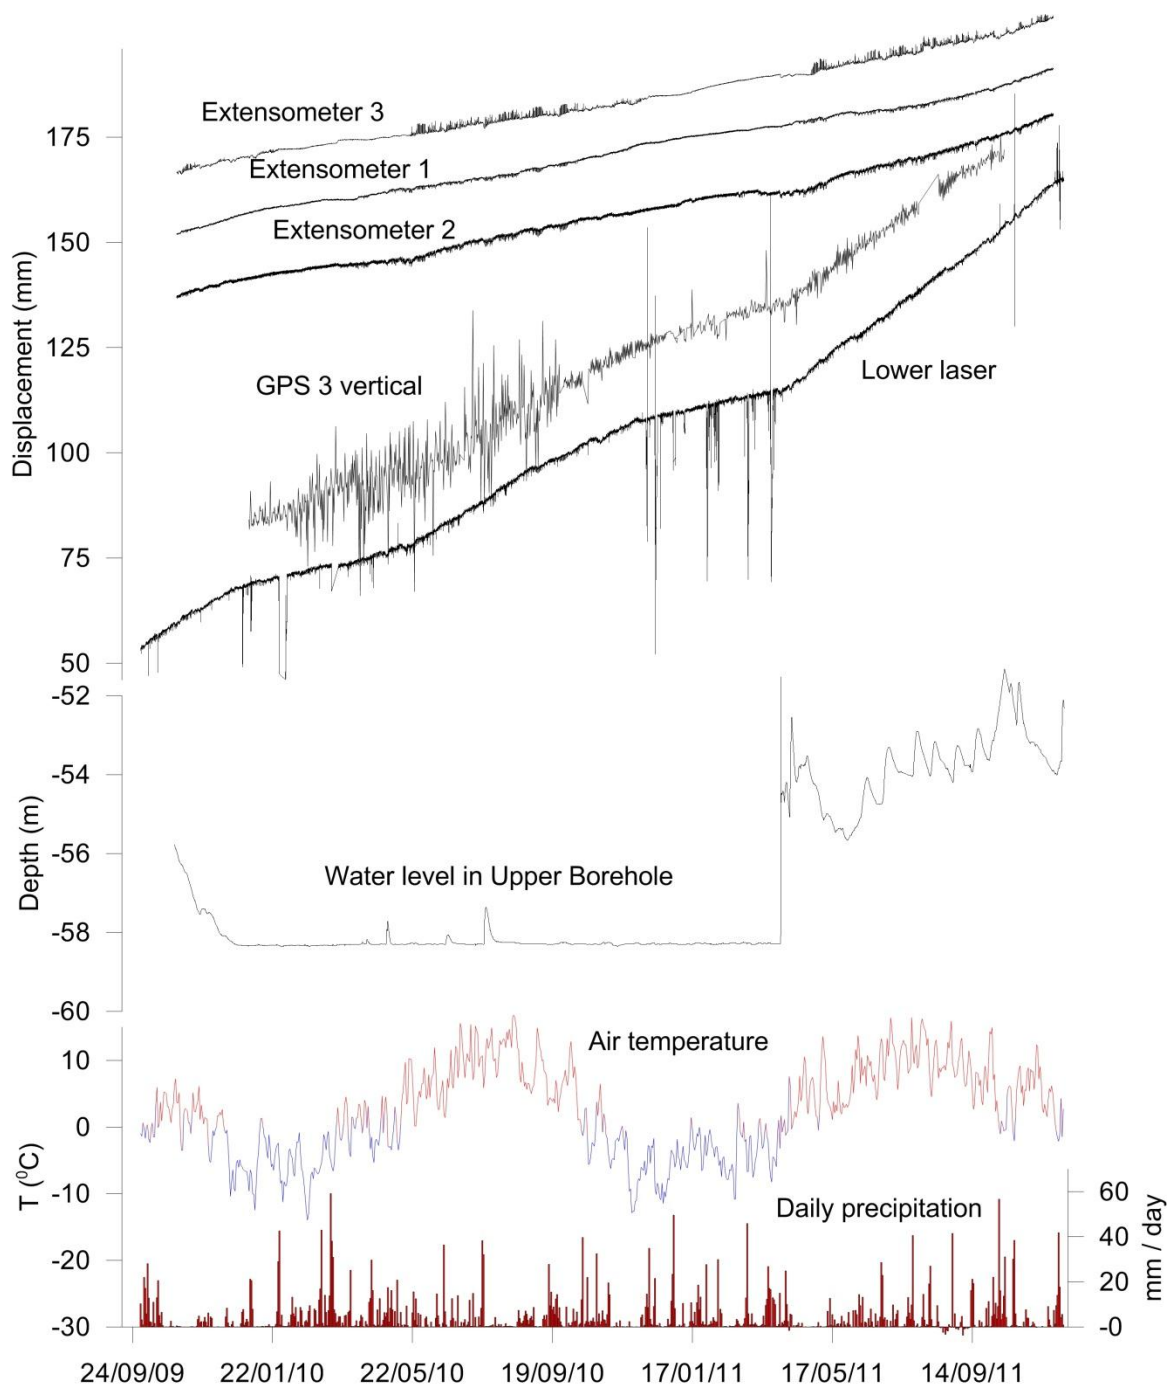 Extensometer 3
175
Extensometer 1
Extensometer 2
150
Displacement (mm)
125
GPS 3 vertical
Lower laser
100
75
50
-52
-54
Depth (m)
-56
Water level in Upper Borehole
-58
-60
Air temperature
10
0
T (⁰C)
-10
Daily precipitation
60
40
mm / day
-20
20
-30
-0
24/09/09 22/01/10 22/05/10 19/09/10 17/01/11 17/05/11 14/09/11